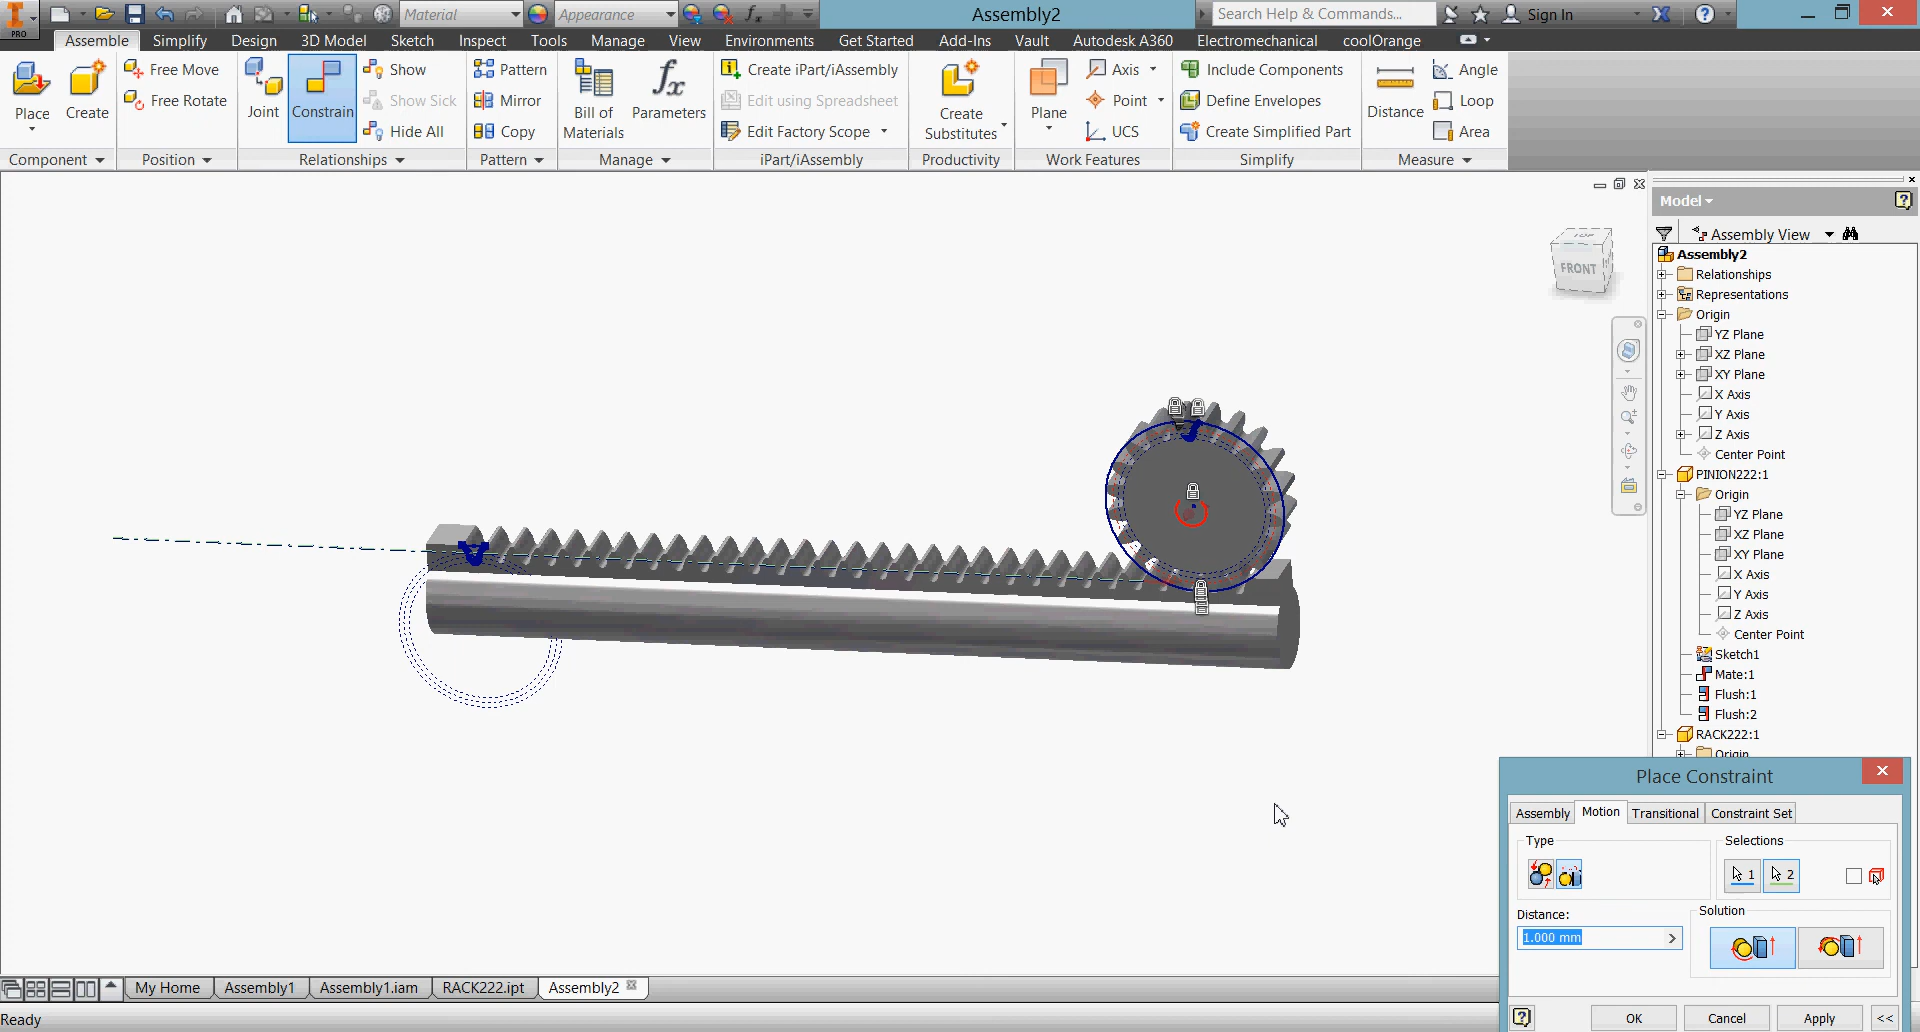 PRO
Material
Appearance
Assembly2
Search Help & Commands...
Sign In
Assemble Simplify Design 3D Model Sketch Inspect Tools Manage View Environments Get Started Add-Ins Vault Autodesk A360 Electromechanical coolOrange
Place
Create
Free Move
Free Rotate
Joint
Constrain
Show
Show Sick
Hide All
Pattern
Mirror
Copy
Bill of
Materials
Parameters
Create iPart/iAssembly
Edit using Spreadsheet
Edit Factory Scope
Create
Substitutes
Plane
Axis
Point
UCS
Include Components
Define Envelopes
Create Simplified Part
Distance
Angle
Loop
Area
Component Position Relationships Pattern Manage iPart/iAssembly Productivity Work Features Simplify Measure
TOP
FRONT
Model
Assembly View
Assembly2
Relationships
Representations
Origin
YZ Plane
XZ Plane
XY Plane
X Axis
Y Axis
Z Axis
Center Point
PINION222:1
Origin
YZ Plane
XZ Plane
XY Plane
X Axis
Y Axis
Z Axis
Center Point
Sketch1
Mate:1
Flush:1
Flush:2
RACK222:1
Origin
Place Constraint
Assembly Motion Transitional Constraint Set
Type
Selections
1 2
Distance:
1.000 mm
Solution
OK Cancel Apply <<
My Home Assembly1 Assembly1.iam RACK222.ipt Assembly2
Ready